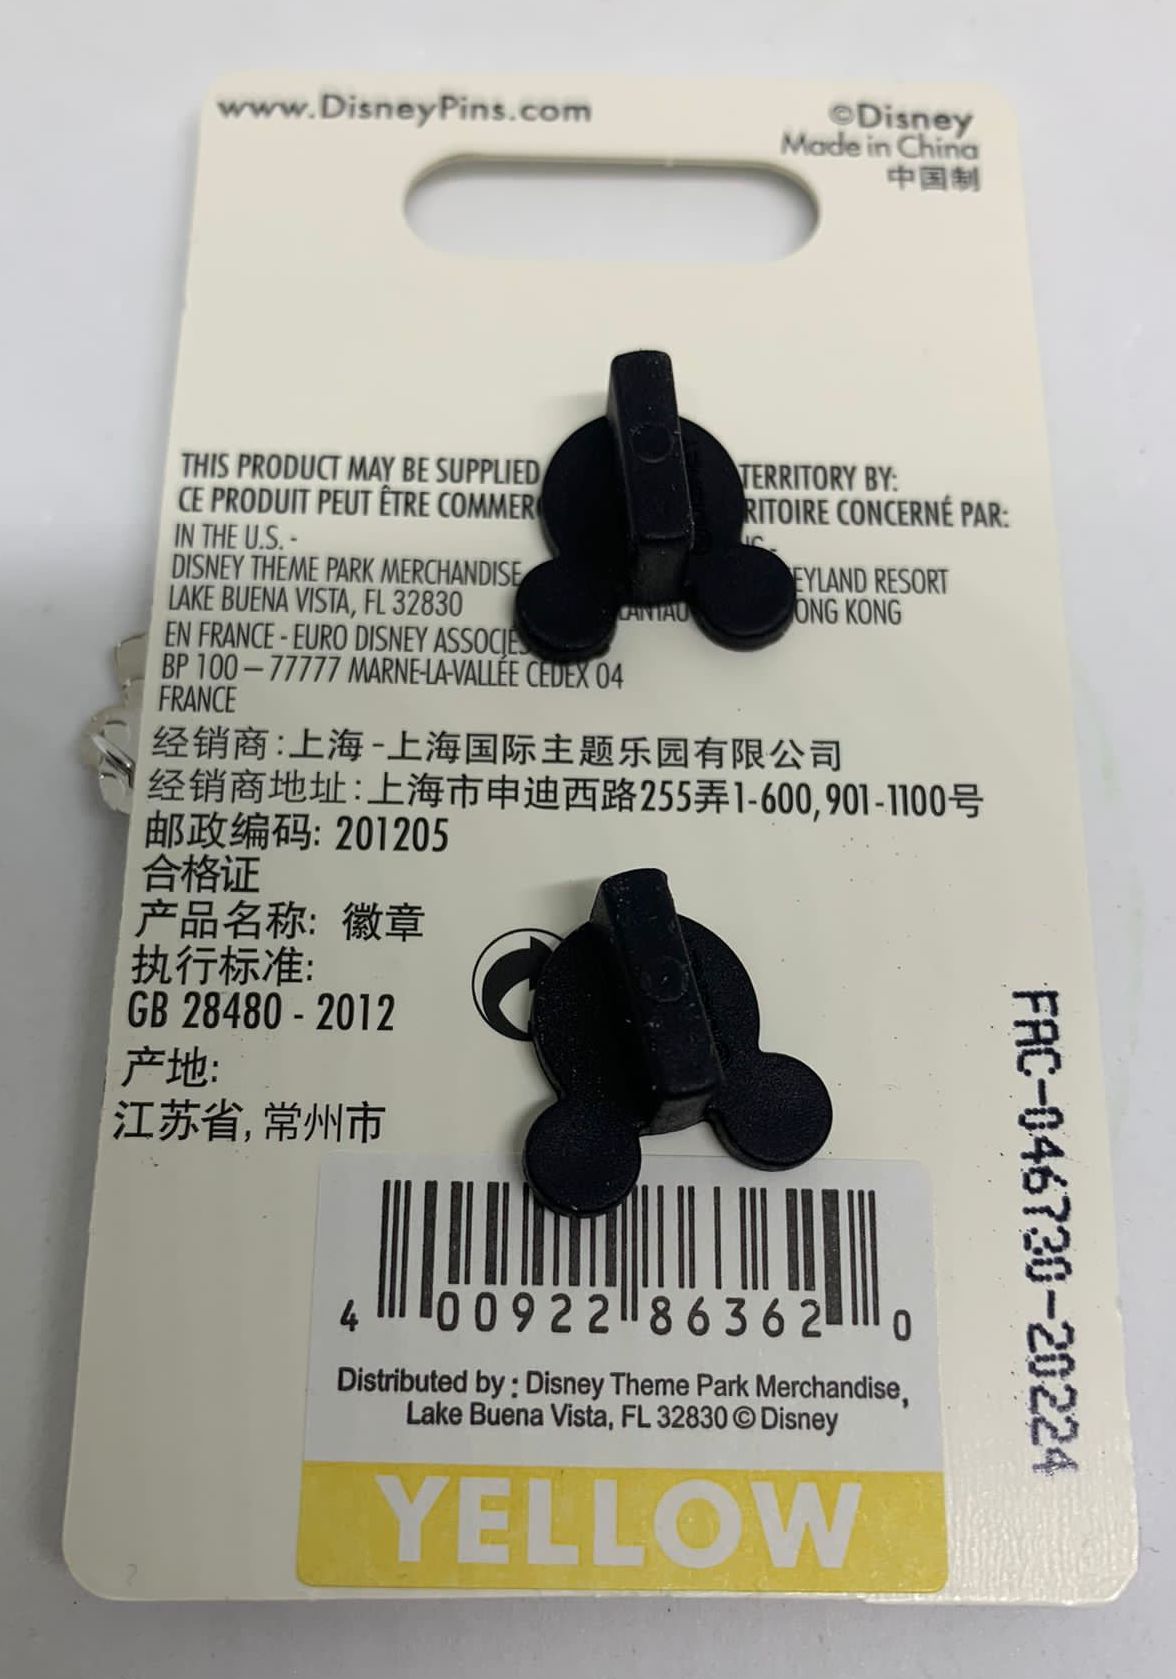 www.DisneyPins.com
©Disney
Made in China
中国制
THIS PRODUCT MAY BE SUPPLIED TERRITORY BY:
CE PRODUIT PEUT ÊTRE COMMER RITOIRE CONCERNÉ PAR:
IN THE U.S. -
DISNEY THEME PARK MERCHANDISE EYLAND RESORT
LAKE BUENA VISTA, FL 32830 LANTAU ONG KONG
EN FRANCE - EURO DISNEY ASSOCIÉS
BP 100 – 77777 MARNE-LA-VALLÉE CEDEX 04
FRANCE
经销商:上海-上海国际主题乐园有限公司
经销商地址:上海市申迪西路255弄1-600,901-1100号
邮政编码: 201205
合格证
产品名称: 徽章
执行标准:
GB 28480 - 2012
产地:
江苏省, 常州市
FAC-046730-20224
4 00922 86362 0
Distributed by : Disney Theme Park Merchandise,
Lake Buena Vista, FL 32830 © Disney
YELLOW